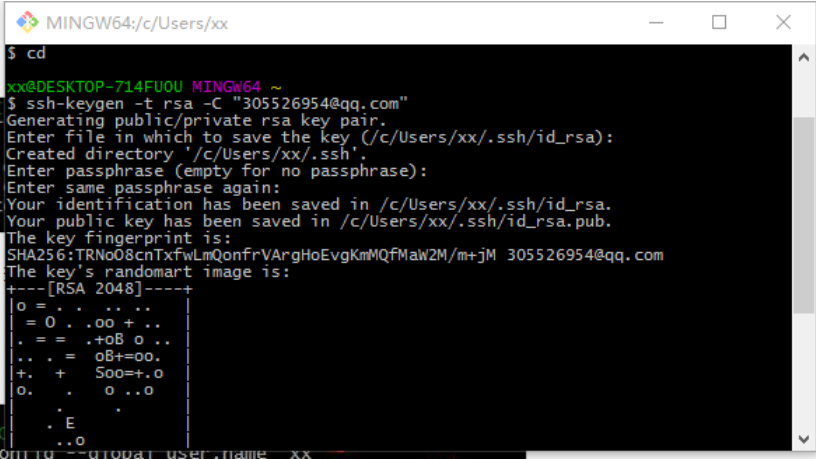 MINGW64:/c/Users/xx
$ cd
xx@DESKTOP-714FUOU MINGW64 ~
$ ssh-keygen -t rsa -C "305526954@qq.com"
Generating public/private rsa key pair.
Enter file in which to save the key (/c/Users/xx/.ssh/id_rsa):
Created directory '/c/Users/xx/.ssh'.
Enter passphrase (empty for no passphrase):
Enter same passphrase again:
Your identification has been saved in /c/Users/xx/.ssh/id_rsa.
Your public key has been saved in /c/Users/xx/.ssh/id_rsa.pub.
The key fingerprint is:
SHA256:TRNoO8cnTxfwLmQonfrVArgHoEvgKmMQfMaW2M/m+jM 305526954@qq.com
The key's randomart image is:
+---[RSA 2048]----+
|o = . .  .. ..   |
| = O . .oo + ..  |
|. = =  .+oB o .. |
|.. . =  oB+=oo.  |
|+.  +   Soo=+.o  |
|o.   .   o ..o   |
|    .     .      |
|   . E           |
|    ..o          |
onfig --global user.name "xx"